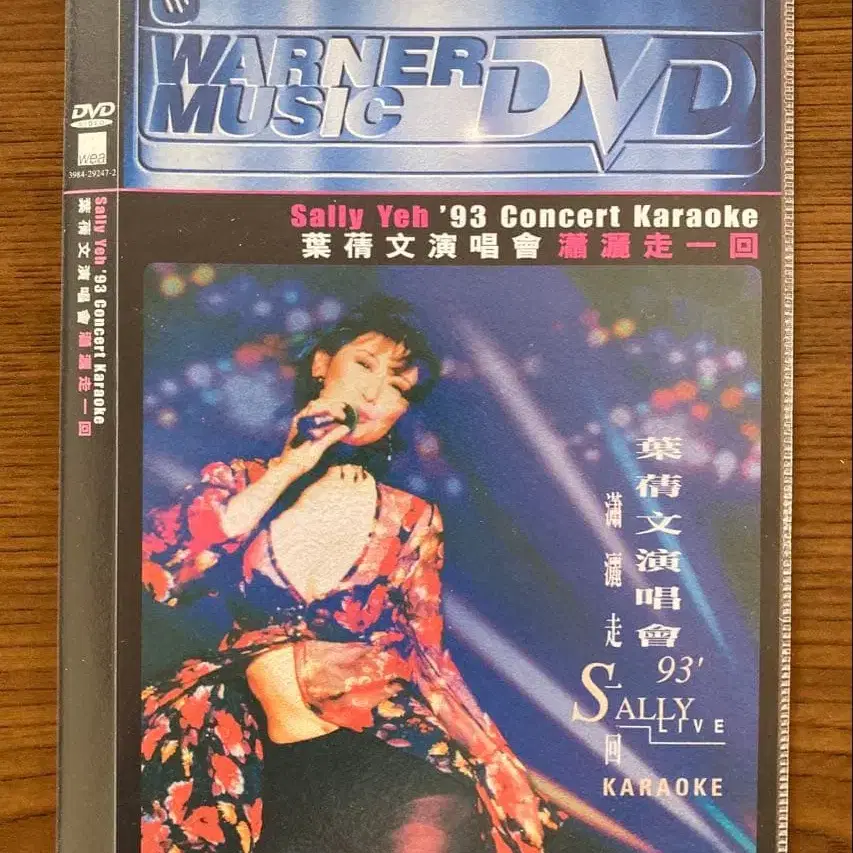 WARNER
MUSIC
DVD
DVD
VIDEO
wea
3984-29247-2
Sally Yeh '93 Concert Karaoke
葉蒨文演唱會 瀟灑走一回
Sally Yeh '93 Concert Karaoke
葉蒨文演唱會 瀟灑走一回
葉蒨文演唱會
瀟灑走一回
93'
SALLY
LIVE
KARAOKE